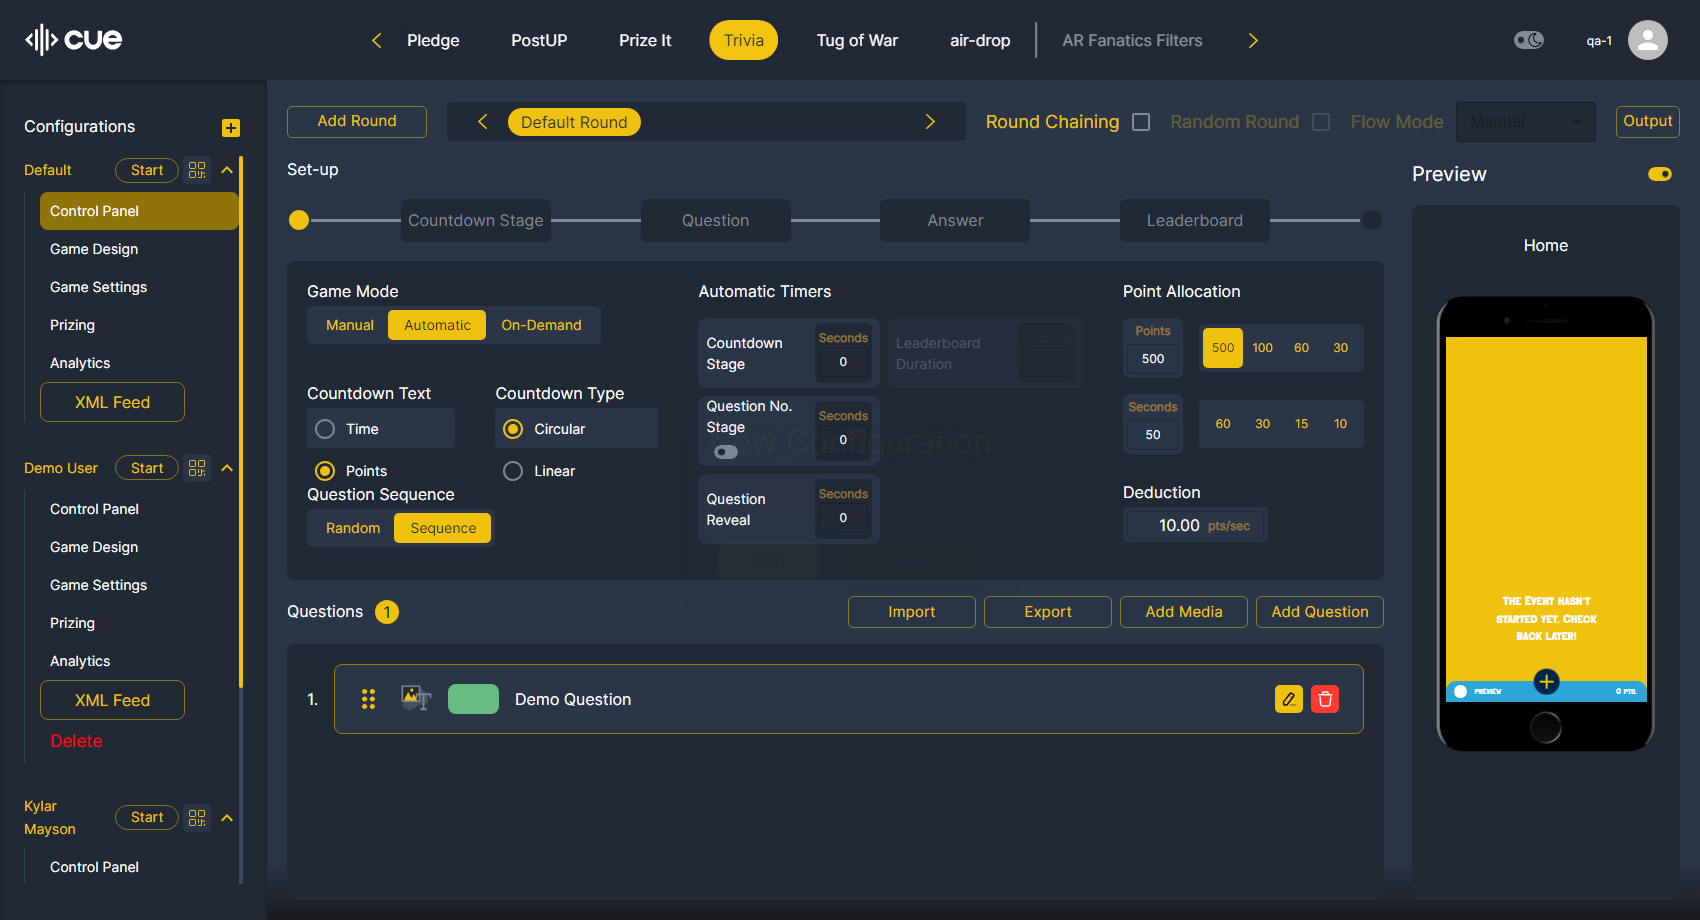 cue
Pledge
PostUP
Prize It
Trivia
Tug of War
air-drop
AR Fanatics Filters
qa-1
Configurations
Default
Start
Control Panel
Game Design
Game Settings
Prizing
Analytics
XML Feed
Demo User
Start
Control Panel
Game Design
Game Settings
Prizing
Analytics
XML Feed
Delete
Kylar
Mayson
Start
Control Panel
Add Round
Default Round
Round Chaining
Random Round
Flow Mode
Manual
Output
Set-up
Countdown Stage
Question
Answer
Leaderboard
Game Mode
Manual
Automatic
On-Demand
Countdown Text
Time
Points
Countdown Type
Circular
Linear
Question Sequence
Random
Sequence
Automatic Timers
Countdown
Stage
Seconds
0
Leaderboard
Duration
Question No.
Stage
Seconds
0
New Configuration
Question
Reveal
Seconds
0
Point Allocation
Points
500
500
100
60
30
Seconds
50
60
30
15
10
Deduction
10.00 pts/sec
Questions
1
Import
Export
Add Media
Add Question
1.
Demo Question
Preview
Home
The Event hasn't
started yet. Check
back later!
PREVIEW
0 PTS.